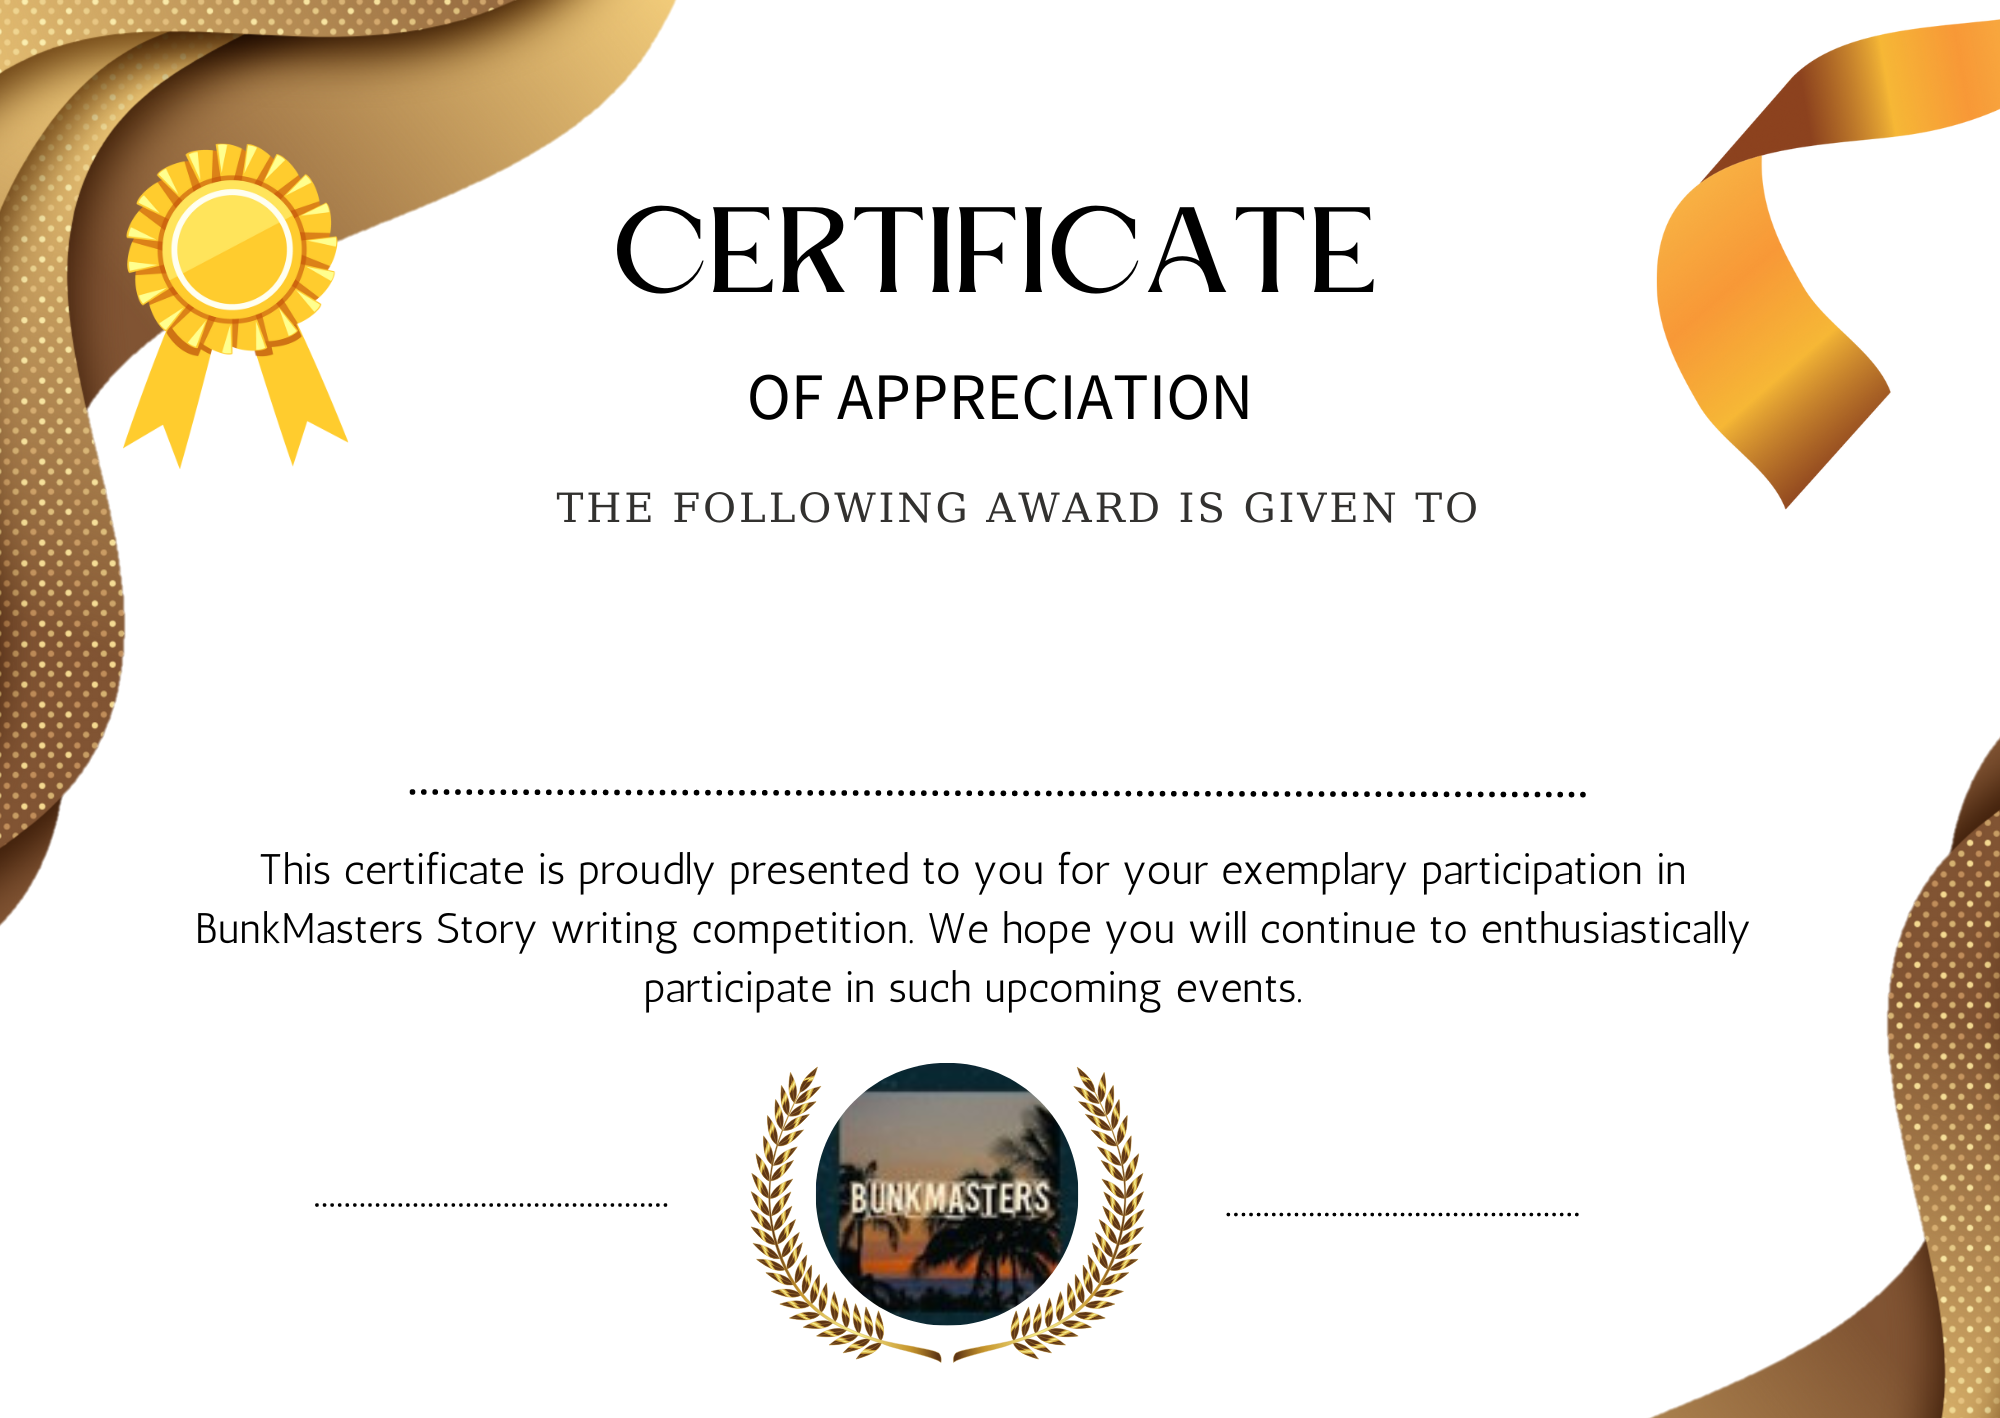 CERTIFICATE
OF APPRECIATION
THE FOLLOWING AWARD IS GIVEN TO
This certificate is proudly presented to you for your exemplary participation in
BunkMasters Story writing competition. We hope you will continue to enthusiastically
participate in such upcoming events.
BUNKMASTERS